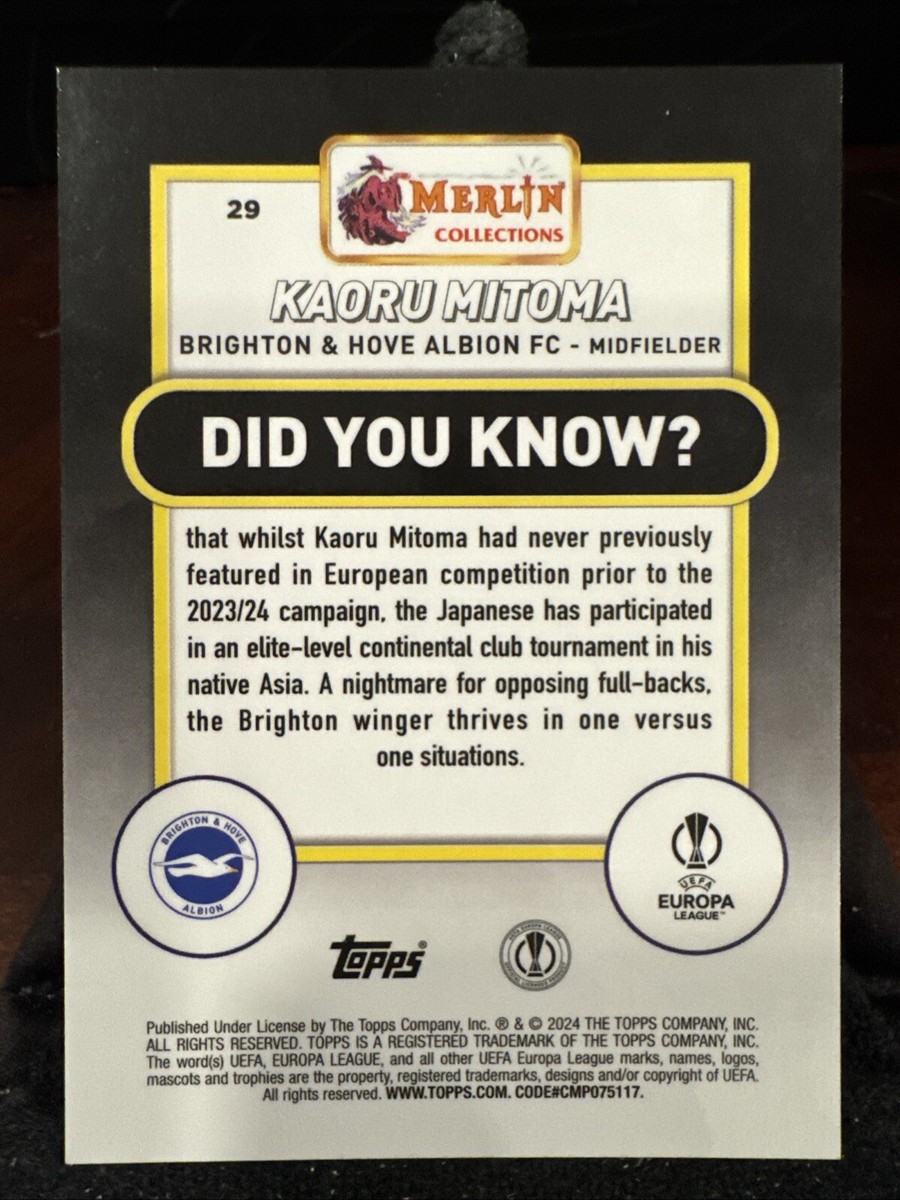 29
MERLIN
COLLECTIONS
KAORU MITOMA
BRIGHTON & HOVE ALBION FC - MIDFIELDER
DID YOU KNOW?
that whilst Kaoru Mitoma had never previously
featured in European competition prior to the
2023/24 campaign, the Japanese has participated
in an elite-level continental club tournament in his
native Asia. A nightmare for opposing full-backs,
the Brighton winger thrives in one versus
one situations.
BRIGHTON & HOVE
ALBION
UEFA
EUROPA
LEAGUE™
Topps®
UEFA EUROPA LEAGUE
OFFICIAL LICENSED PRODUCT
Published Under License by The Topps Company, Inc. ® & © 2024 THE TOPPS COMPANY, INC.
ALL RIGHTS RESERVED. TOPPS IS A REGISTERED TRADEMARK OF THE TOPPS COMPANY, INC.
The word(s) UEFA, EUROPA LEAGUE, and all other UEFA Europa League marks, names, logos,
mascots and trophies are the property, registered trademarks, designs and/or copyright of UEFA.
All rights reserved. WWW.TOPPS.COM. CODE#CMP075117.